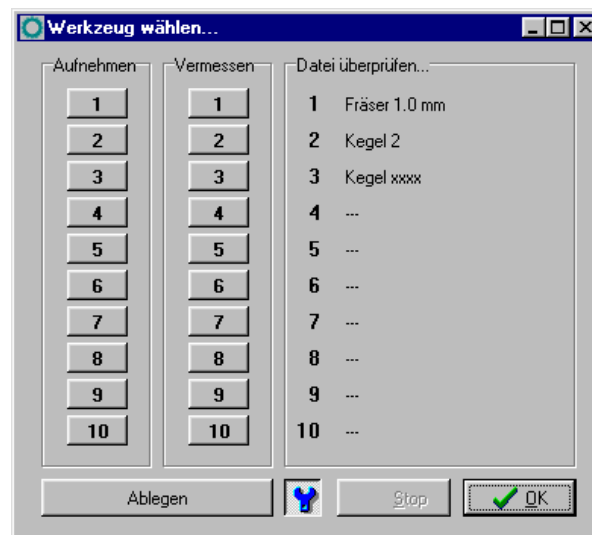 Werkzeug wählen...
Aufnehmen Vermessen Datei überprüfen...
1 1 1 Fräser 1.0 mm
2 2 2 Kegel 2
3 3 3 Kegel xxxx
4 4 4 ---
5 5 5 ---
6 6 6 ---
7 7 7 ---
8 8 8 ---
9 9 9 ---
10 10 10 ---
Ablegen Stop OK